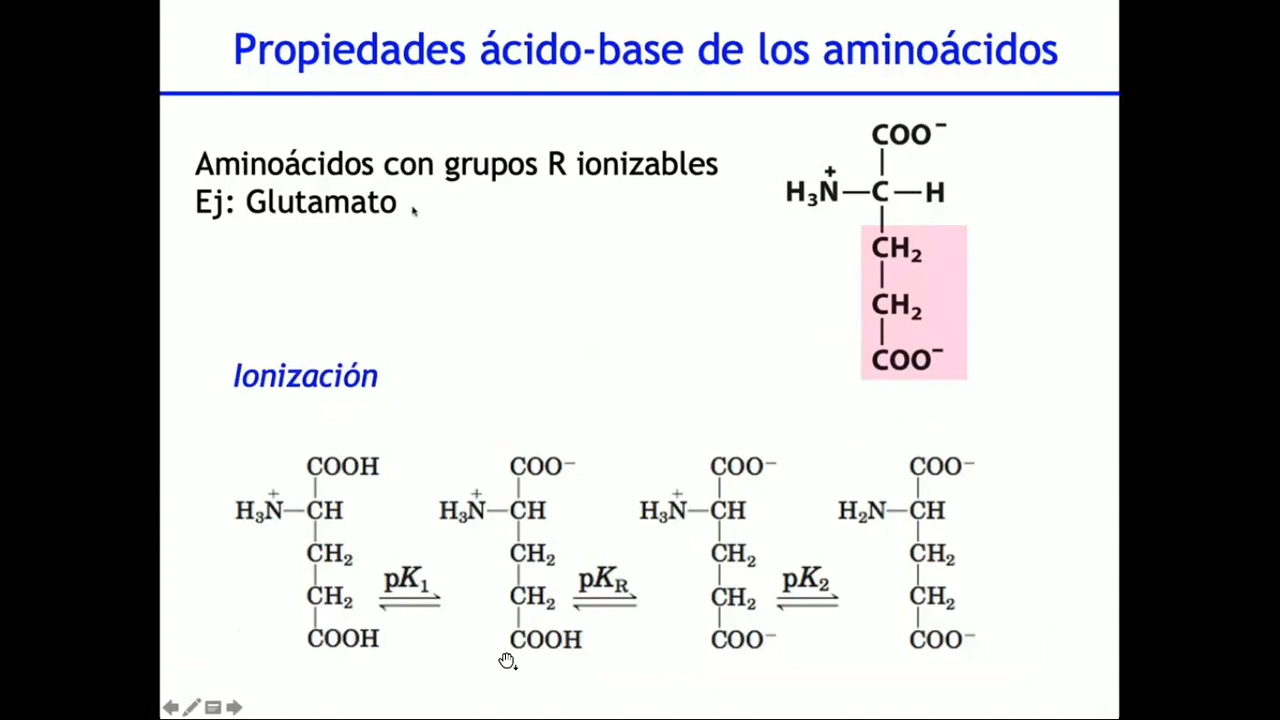 Propiedades ácido-base de los aminoácidos
Aminoácidos con grupos R ionizables
Ej: Glutamato
COO⁻
H₃N⁺—C—H
CH₂
CH₂
COO⁻
Ionización
COOH COO⁻ COO⁻ COO⁻
H₃N⁺—CH H₃N⁺—CH H₃N⁺—CH H₂N—CH
CH₂ CH₂ CH₂ CH₂
pK₁ pKR pK₂
CH₂ CH₂ CH₂ CH₂
COOH COOH COO⁻ COO⁻